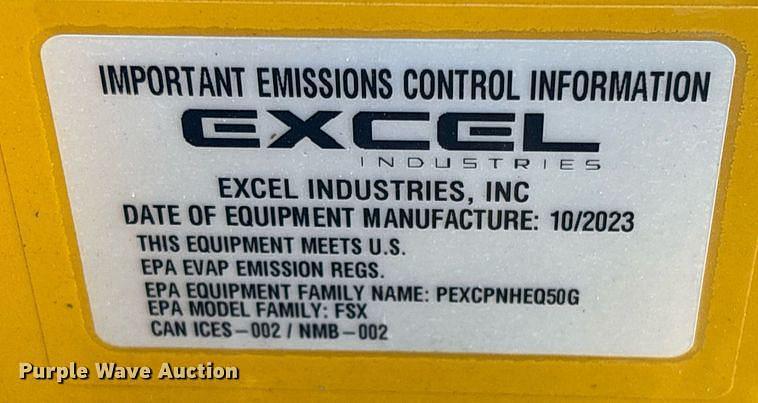 IMPORTANT EMISSIONS CONTROL INFORMATION
EXCEL
INDUSTRIES
EXCEL INDUSTRIES, INC
DATE OF EQUIPMENT MANUFACTURE: 10/2023
THIS EQUIPMENT MEETS U.S.
EPA EVAP EMISSION REGS.
EPA EQUIPMENT FAMILY NAME: PEXCPNHEQ50G
EPA MODEL FAMILY: FSX
CAN ICES-002 / NMB-002
Purple Wave Auction